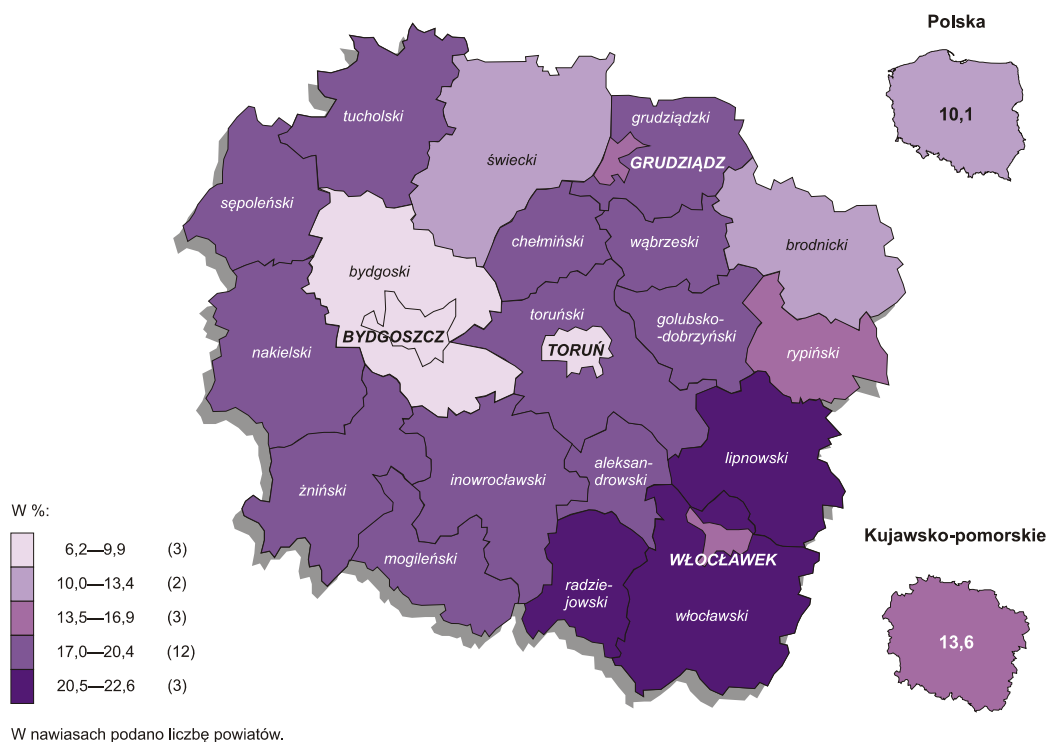 Polska
10,1
tucholski
grudziądzki
świecki
GRUDZIĄDZ
sępoleński
chełmiński
wąbrzeski
brodnicki
bydgoski
toruński
golubsko-
-dobrzyński
BYDGOSZCZ
TORUŃ
nakielski
rypiński
aleksan-
drowski
lipnowski
inowrocławski
żniński
W %:
6,2—9,9 (3)
10,0—13,4 (2)
13,5—16,9 (3)
17,0—20,4 (12)
20,5—22,6 (3)
mogileński
radzie-
jowski
WŁOCŁAWEK
włocławski
Kujawsko-pomorskie
13,6
W nawiasach podano liczbę powiatów.